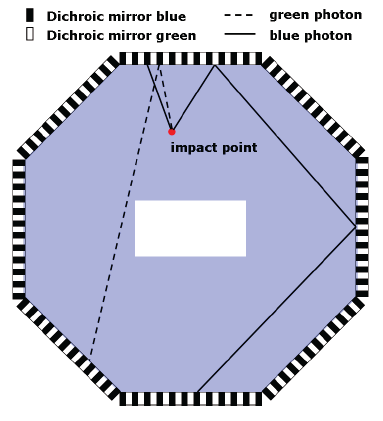 Dichroic mirror blue
green photon
Dichroic mirror green
blue photon
impact point